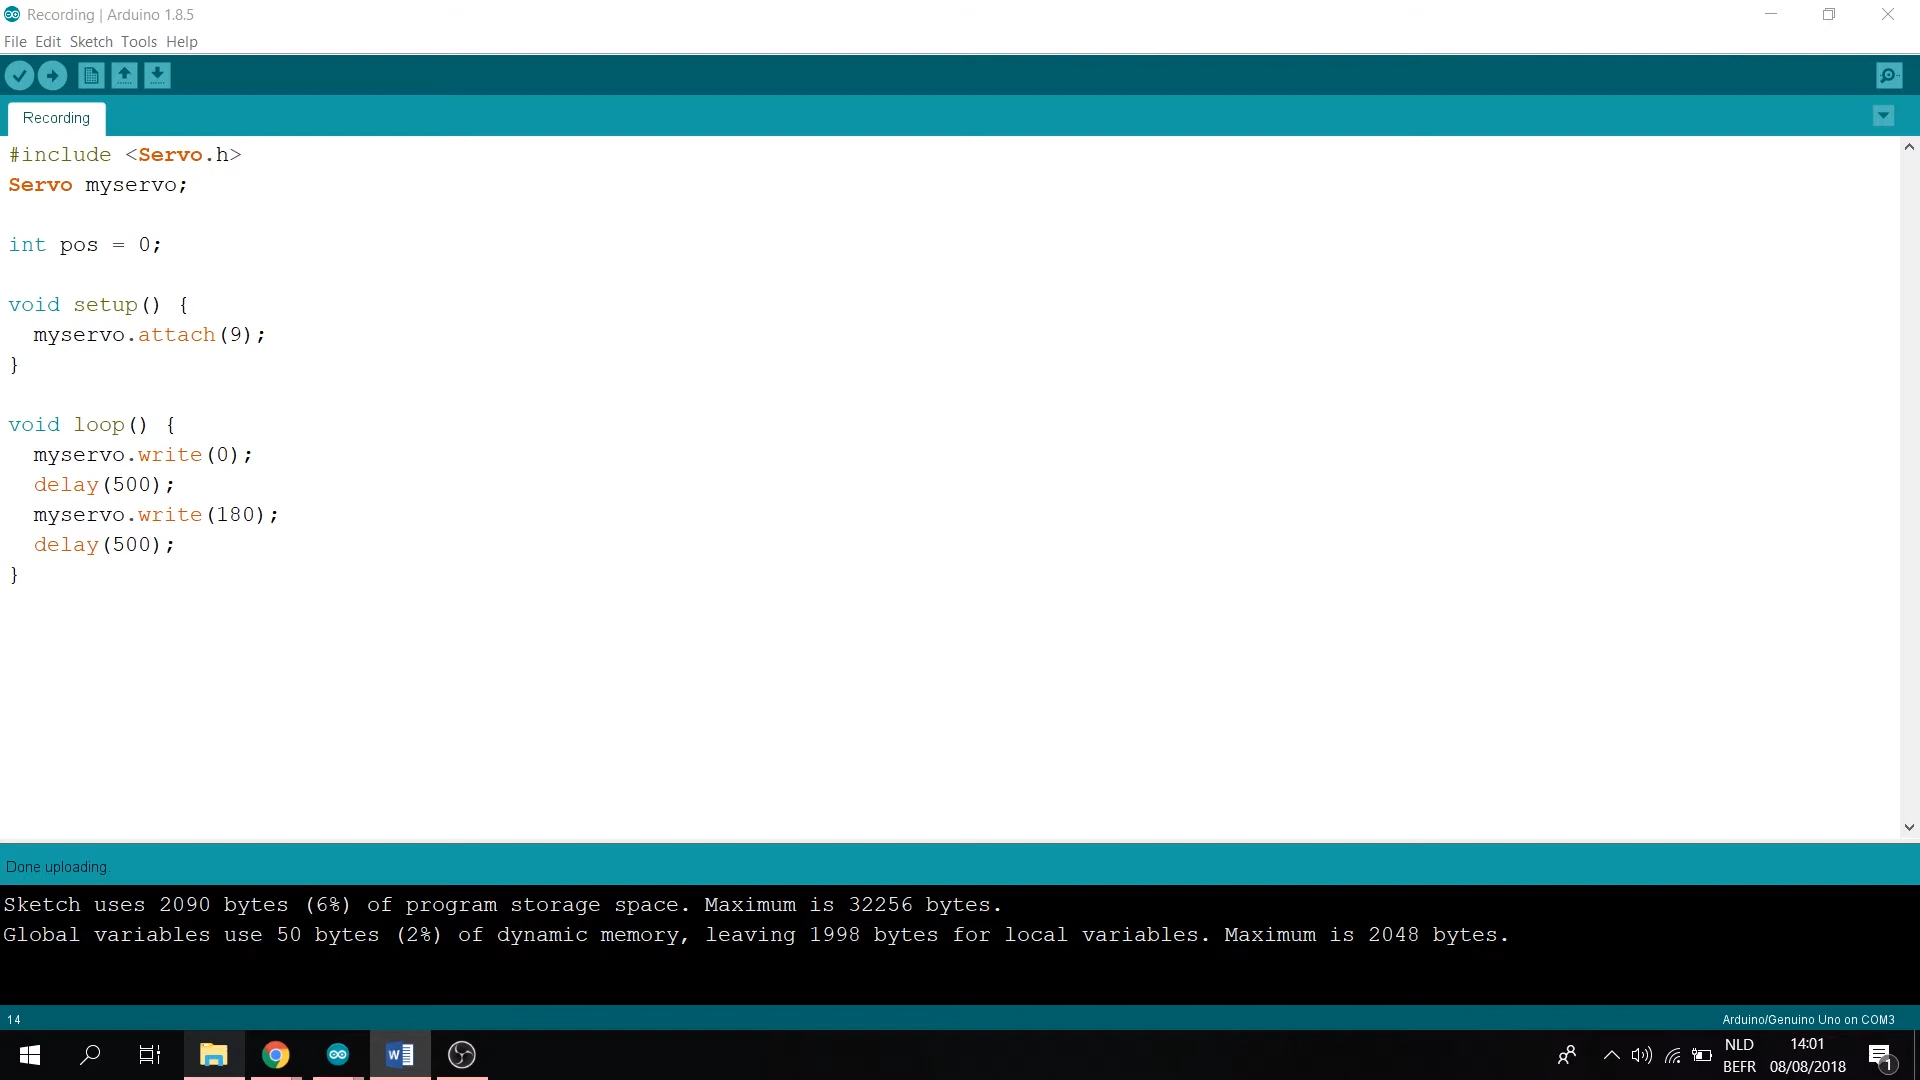 Recording | Arduino 1.8.5
File Edit Sketch Tools Help
Recording
#include <Servo.h>
Servo myservo;
int pos = 0;
void setup() {
  myservo.attach(9);
}
void loop() {
  myservo.write(0);
  delay(500);
  myservo.write(180);
  delay(500);
}
Done uploading.
Sketch uses 2090 bytes (6%) of program storage space. Maximum is 32256 bytes.
Global variables use 50 bytes (2%) of dynamic memory, leaving 1998 bytes for local variables. Maximum is 2048 bytes.
14
Arduino/Genuino Uno on COM3
NLD
BEFR
14:01
08/08/2018
1